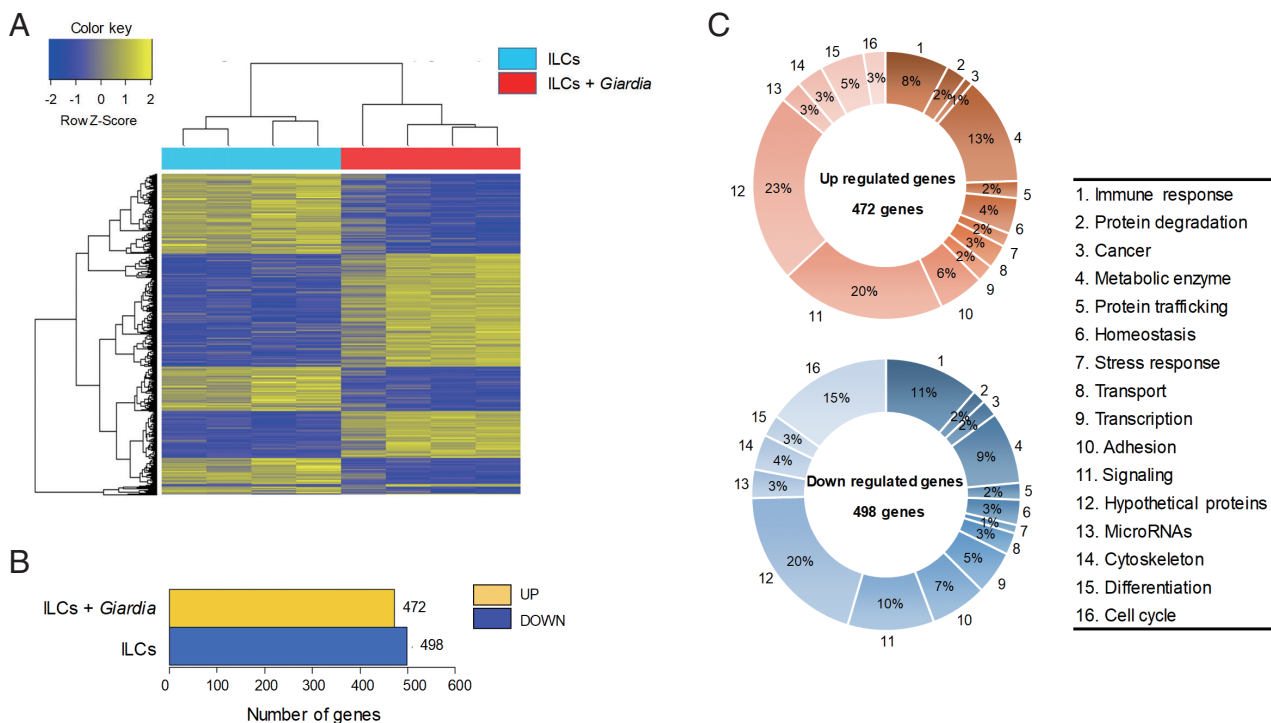 A
Color key
-2 -1 0 1 2
Row Z-Score
ILCs
ILCs + Giardia
B
ILCs + Giardia
ILCs
472
498
UP
DOWN
0 100 200 300 400 500 600
Number of genes
C
1 2 3 4 5 6 7 8 9 10 11 12 13 14 15 16
8% 2% 1% 13% 2% 4% 2% 3% 2% 6% 20% 23% 3% 3% 5% 3%
Up regulated genes
472 genes
1 2 3 4 5 6 7 8 9 10 11 12 13 14 15 16
11% 2% 2% 9% 2% 3% 1% 3% 5% 7% 10% 20% 3% 4% 3% 15%
Down regulated genes
498 genes
1. Immune response
2. Protein degradation
3. Cancer
4. Metabolic enzyme
5. Protein trafficking
6. Homeostasis
7. Stress response
8. Transport
9. Transcription
10. Adhesion
11. Signaling
12. Hypothetical proteins
13. MicroRNAs
14. Cytoskeleton
15. Differentiation
16. Cell cycle